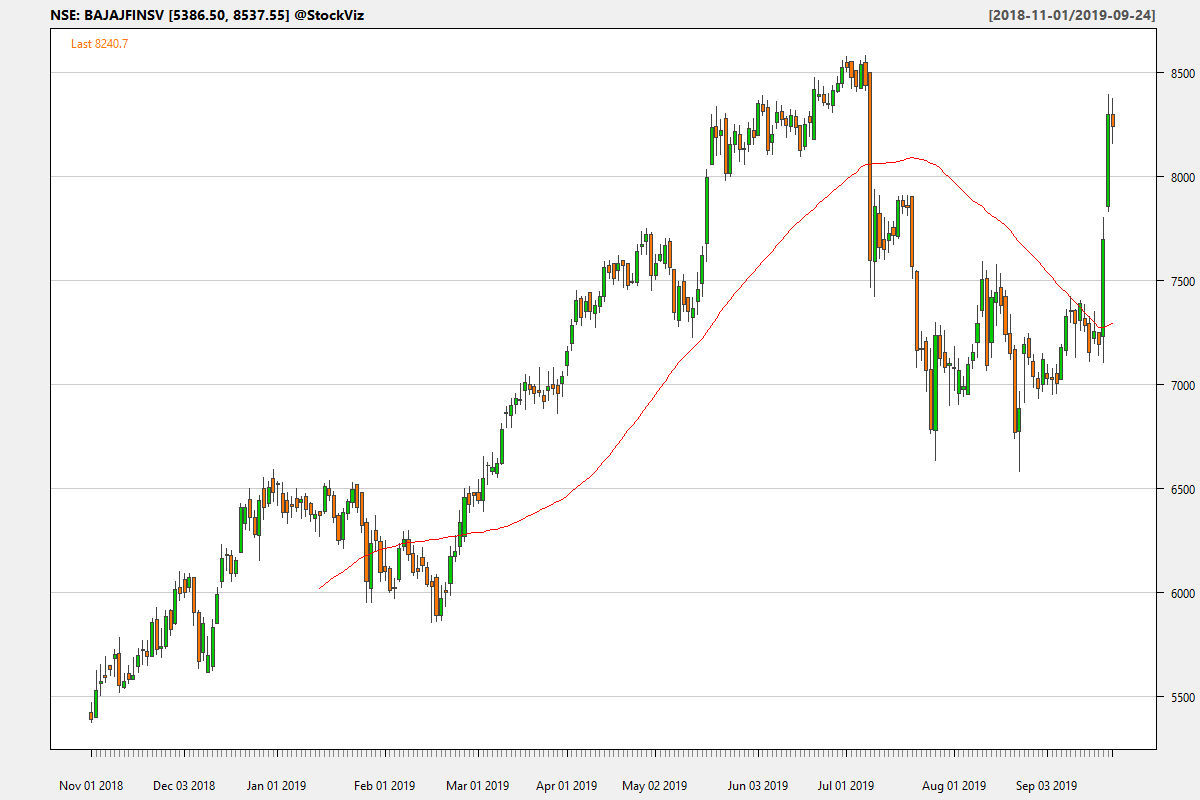 NSE: BAJAJFINSV [5386.50, 8537.55] @StockViz [2018-11-01/2019-09-24]
Last 8240.7
8500
8000
7500
7000
6500
6000
5500
Nov 01 2018 Dec 03 2018 Jan 01 2019 Feb 01 2019 Mar 01 2019 Apr 01 2019 May 02 2019 Jun 03 2019 Jul 01 2019 Aug 01 2019 Sep 03 2019